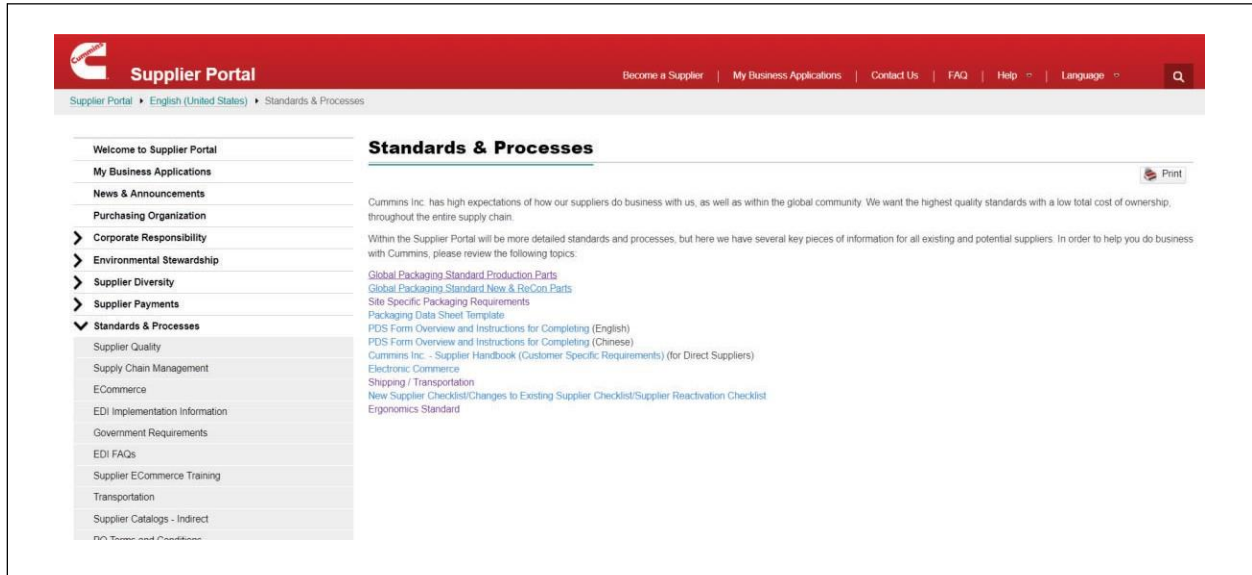 Cummins
Supplier Portal
Become a Supplier | My Business Applications | Contact Us | FAQ | Help | Language
Supplier Portal ▸ English (United States) ▸ Standards & Processes
Welcome to Supplier Portal
My Business Applications
News & Announcements
Purchasing Organization
Corporate Responsibility
Environmental Stewardship
Supplier Diversity
Supplier Payments
Standards & Processes
Supplier Quality
Supply Chain Management
ECommerce
EDI Implementation Information
Government Requirements
EDI FAQs
Supplier ECommerce Training
Transportation
Supplier Catalogs - Indirect
PO Terms and Conditions
Standards & Processes
Print
Cummins Inc. has high expectations of how our suppliers do business with us, as well as within the global community. We want the highest quality standards with a low total cost of ownership,
throughout the entire supply chain.
Within the Supplier Portal will be more detailed standards and processes, but here we have several key pieces of information for all existing and potential suppliers. In order to help you do business
with Cummins, please review the following topics:
Global Packaging Standard Production Parts
Global Packaging Standard New & ReCon Parts
Site Specific Packaging Requirements
Packaging Data Sheet Template
PDS Form Overview and Instructions for Completing (English)
PDS Form Overview and Instructions for Completing (Chinese)
Cummins Inc. - Supplier Handbook (Customer Specific Requirements) (for Direct Suppliers)
Electronic Commerce
Shipping / Transportation
New Supplier Checklist/Changes to Existing Supplier Checklist/Supplier Reactivation Checklist
Ergonomics Standard